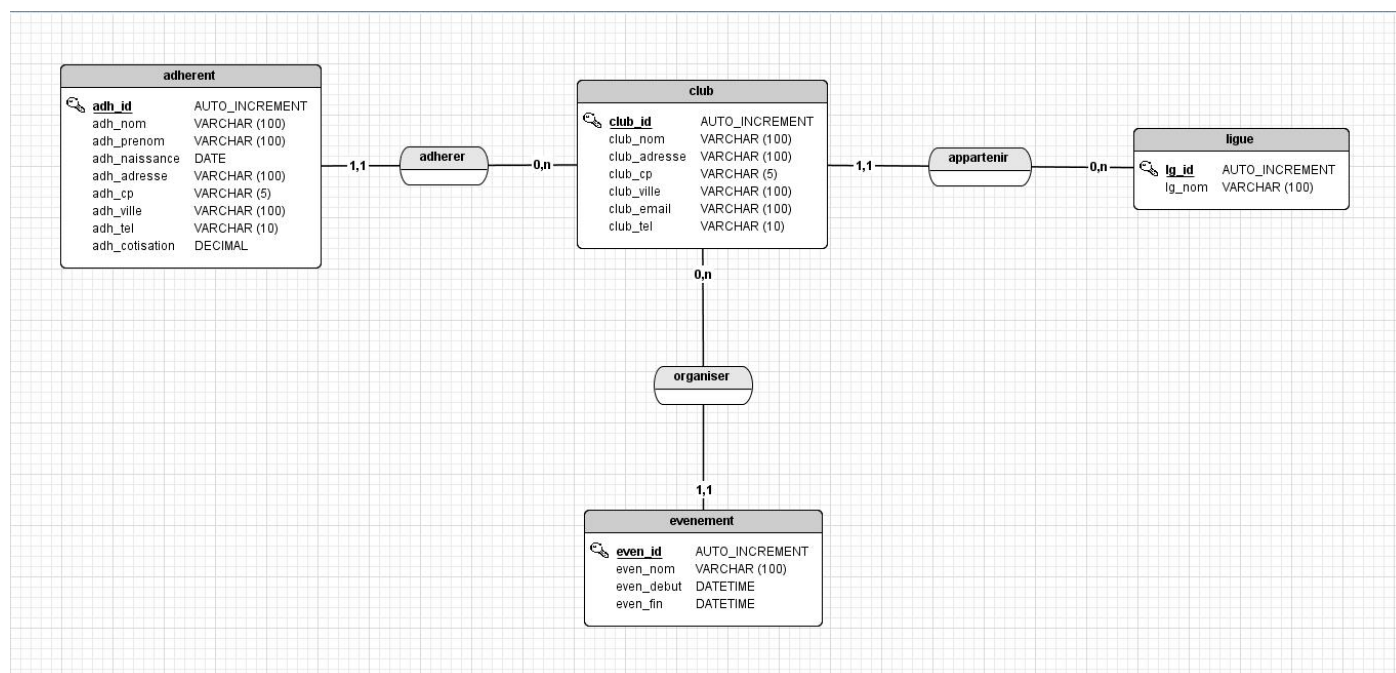 adherent
adh_id AUTO_INCREMENT
adh_nom VARCHAR (100)
adh_prenom VARCHAR (100)
adh_naissance DATE
adh_adresse VARCHAR (100)
adh_cp VARCHAR (5)
adh_ville VARCHAR (100)
adh_tel VARCHAR (10)
adh_cotisation DECIMAL
1,1
adherer
0,n
club
club_id AUTO_INCREMENT
club_nom VARCHAR (100)
club_adresse VARCHAR (100)
club_cp VARCHAR (5)
club_ville VARCHAR (100)
club_email VARCHAR (100)
club_tel VARCHAR (10)
1,1
appartenir
0,n
ligue
lg_id AUTO_INCREMENT
lg_nom VARCHAR (100)
0,n
organiser
1,1
evenement
even_id AUTO_INCREMENT
even_nom VARCHAR (100)
even_debut DATETIME
even_fin DATETIME